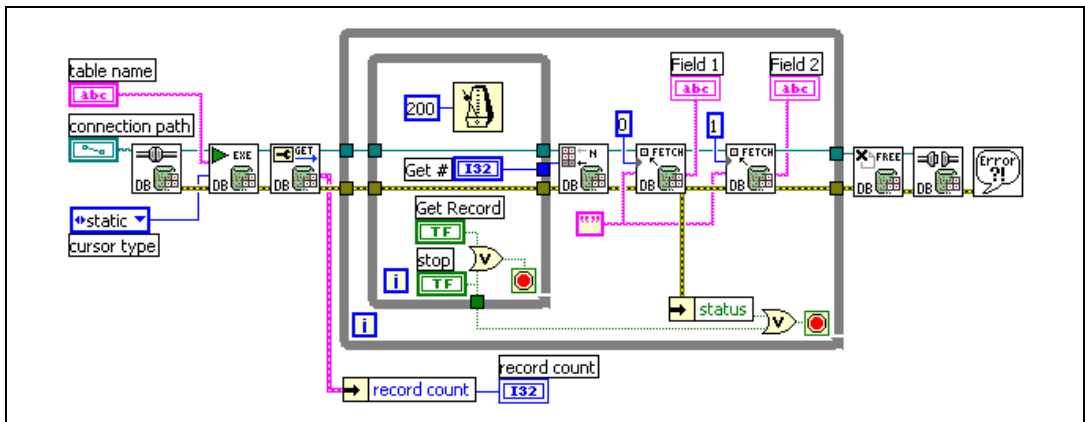 table name
abc
connection path
static
cursor type
DB
EXE
DB
GET
DB
200
Get #
I32
Get Record
TF
stop
TF
V
i
i
N
DB
0
FETCH
DB
1
FETCH
DB
Field 1
abc
Field 2
abc
""
status
V
FREE
DB
DB
Error
?!
record count
record count
I32